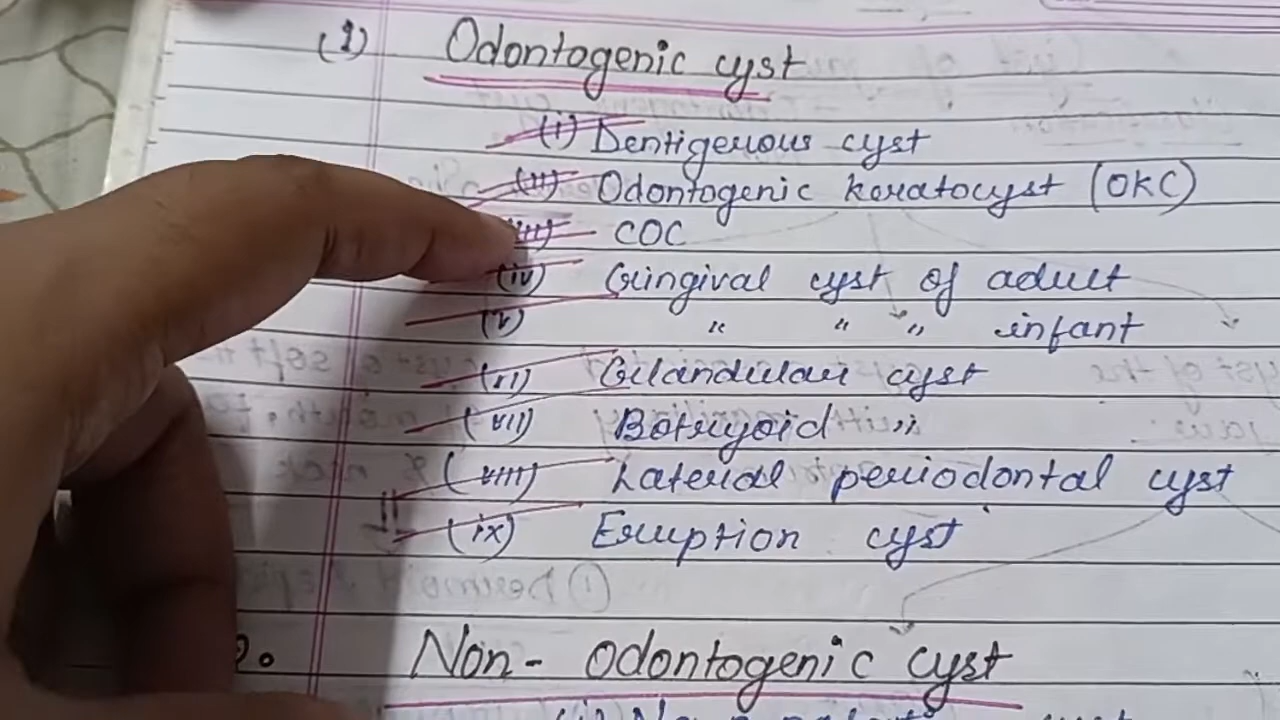 (1) Odontogenic cyst
(i) Dentigerous cyst
(ii) Odontogenic keratocyst (OKC)
(iii) COC
(iv) Gingival cyst of adult
(v) " " " infant
(vi) Glandular cyst
(vii) Botryoid "
(viii) Lateral periodontal cyst
(ix) Eruption cyst
2. Non- odontogenic cyst